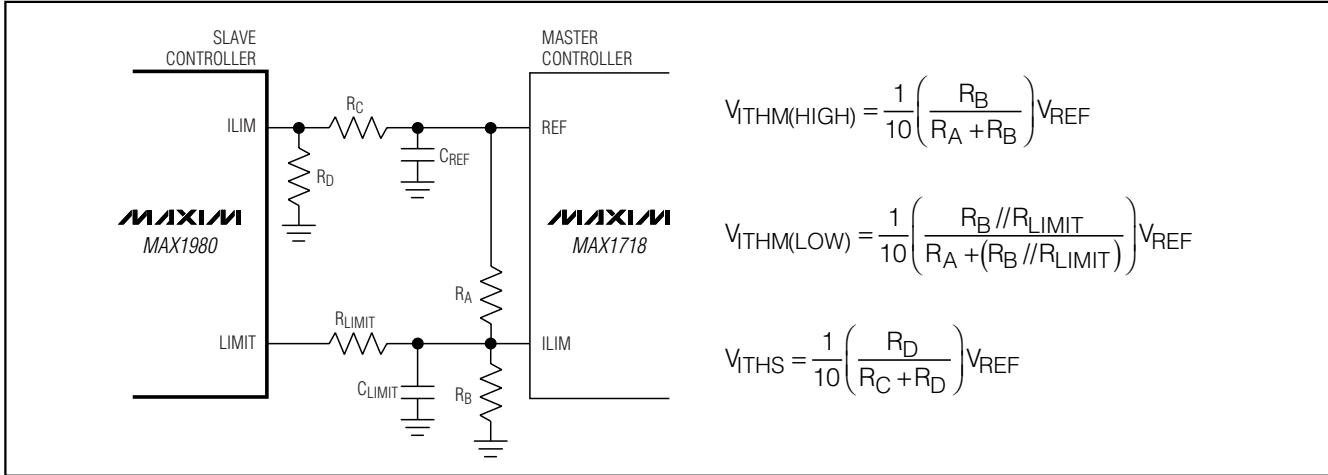 SLAVE
CONTROLLER
MASTER
CONTROLLER
ILIM
RC
REF
CREF
RD
MAXIM
MAX1980
MAXIM
MAX1718
RA
LIMIT
RLIMIT
ILIM
CLIMIT
RB
VITHM(HIGH) = 1/10 (RB / (RA + RB)) VREF
VITHM(LOW) = 1/10 (RB//RLIMIT / (RA + (RB//RLIMIT))) VREF
VITHS = 1/10 (RD / (RC + RD)) VREF